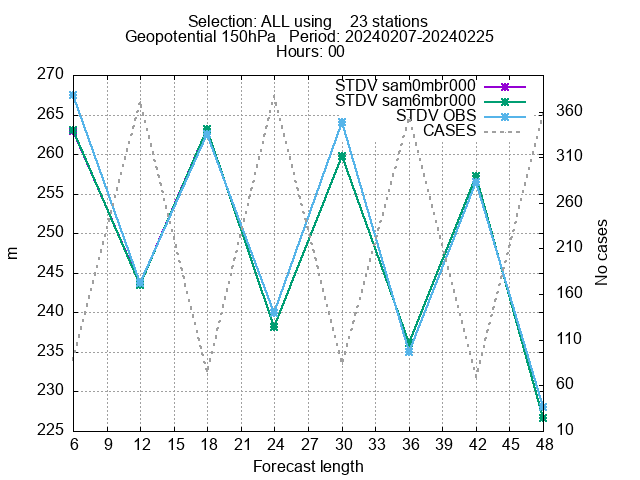 Selection: ALL using    23 stations
Geopotential 150hPa   Period: 20240207-20240225
Hours: 00
STDV sam0mbr000
STDV sam6mbr000
STDV OBS
CASES
270
265
260
255
250
245
240
235
230
225
m
360
310
260
210
160
110
60
10
No cases
6 9 12 15 18 21 24 27 30 33 36 39 42 45 48
Forecast length